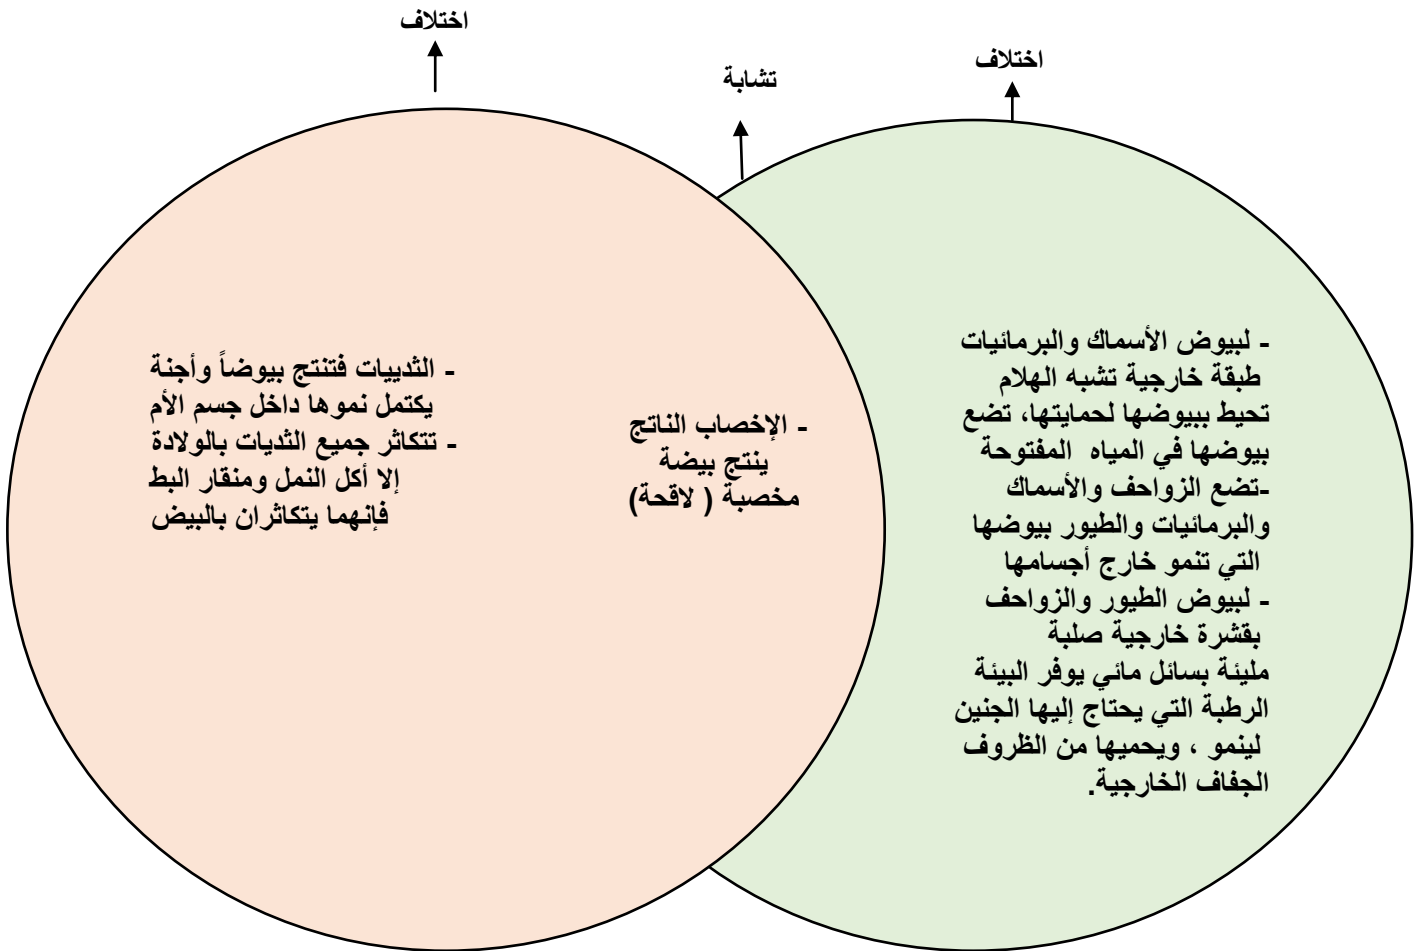 اختلاف
تشابة
اختلاف
- لبيوض الأسماك والبرمائيات
طبقة خارجية تشبه الهلام
تحيط ببيوضها لحمايتها، تضع
بيوضها في المياه المفتوحة
-تضع الزواحف والأسماك
والبرمائيات والطيور بيوضها
التي تنمو خارج أجسامها
- لبيوض الطيور والزواحف
بقشرة خارجية صلبة
مليئة بسائل مائي يوفر البيئة
الرطبة التي يحتاج إليها الجنين
لينمو ، ويحميها من الظروف
الجفاف الخارجية.
- الإخصاب الناتج
ينتج بيضة
مخصبة ( لاقحة)
- الثدييات فتنتج بيوضاً وأجنة
يكتمل نموها داخل جسم الأم
- تتكاثر جميع الثديات بالولادة
إلا أكل النمل ومنقار البط
فإنهما يتكاثران بالبيض